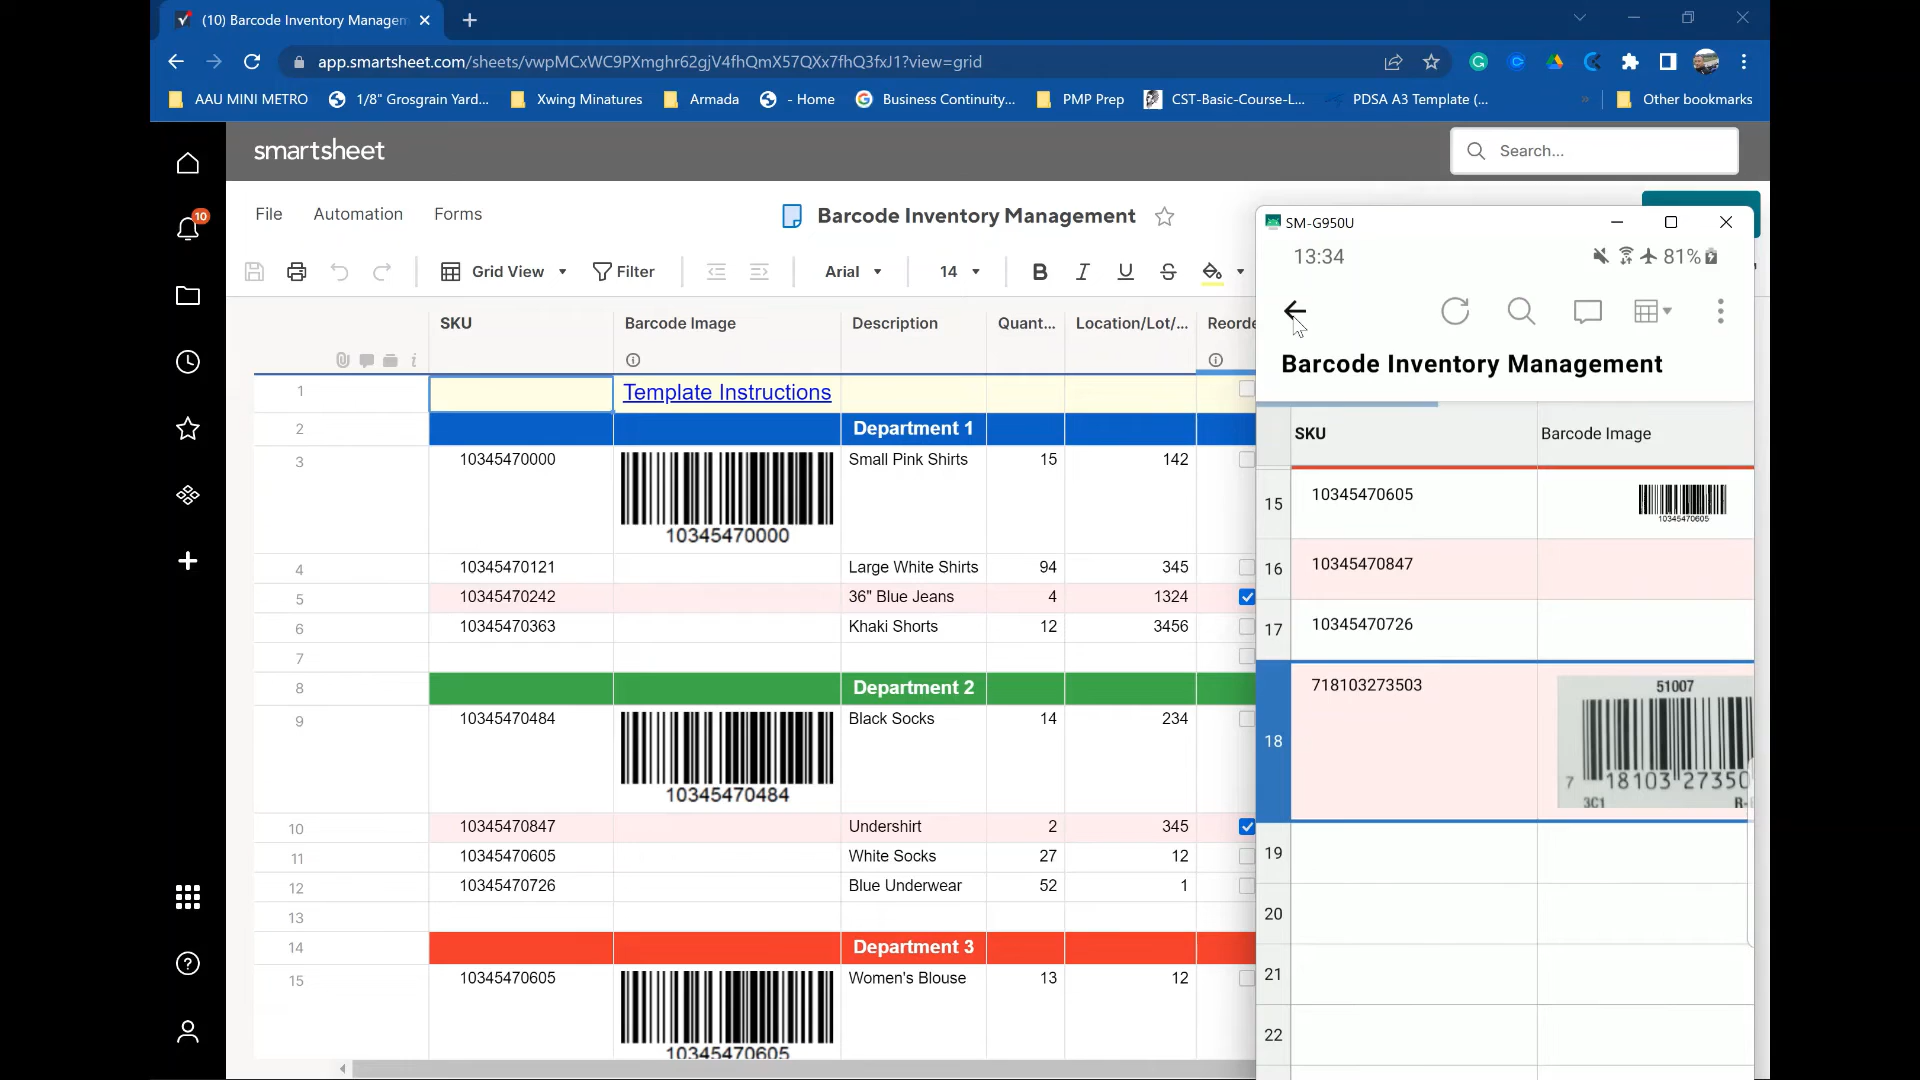 (10) Barcode Inventory Managem
app.smartsheet.com/sheets/vwpMCxWC9PXmghr62gjV4fhQmX57QXx7fhQ3fxJ1?view=grid
AAU MINI METRO
1/8" Grosgrain Yard...
Xwing Minatures
Armada
- Home
Business Continuity...
PMP Prep
CST-Basic-Course-L...
PDSA A3 Template (...
Other bookmarks
smartsheet
Search...
10
File
Automation
Forms
Barcode Inventory Management
Grid View
Filter
Arial
14
B
I
U
S
SKU
Barcode Image
Description
Quant...
Location/Lot/...
Reorde
1
Template Instructions
2
Department 1
3
10345470000
10345470000
Small Pink Shirts
15
142
4
10345470121
Large White Shirts
94
345
5
10345470242
36" Blue Jeans
4
1324
6
10345470363
Khaki Shorts
12
3456
7
8
Department 2
9
10345470484
10345470484
Black Socks
14
234
10
10345470847
Undershirt
2
345
11
10345470605
White Socks
27
12
12
10345470726
Blue Underwear
52
1
13
14
Department 3
15
10345470605
10345470605
Women's Blouse
13
12
SM-G950U
13:34
81%
Barcode Inventory Management
SKU
Barcode Image
15
10345470605
10345470605
16
10345470847
17
10345470726
18
718103273503
51007
7 18103 27350
3C1
R-
19
20
21
22